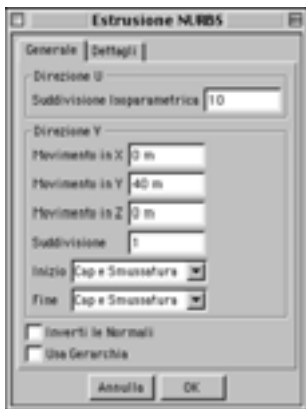 Estrusione NURBS
Generale Dettagli
Direzione U
Suddivisione Isoparametrica 10
Direzione V
Movimento in X 0 m
Movimento in Y -40 m
Movimento in Z 0 m
Suddivisione 1
Inizio Cap e Smussatura
Fine Cap e Smussatura
Inverti le Normali
Usa Gerarchia
Annulla OK